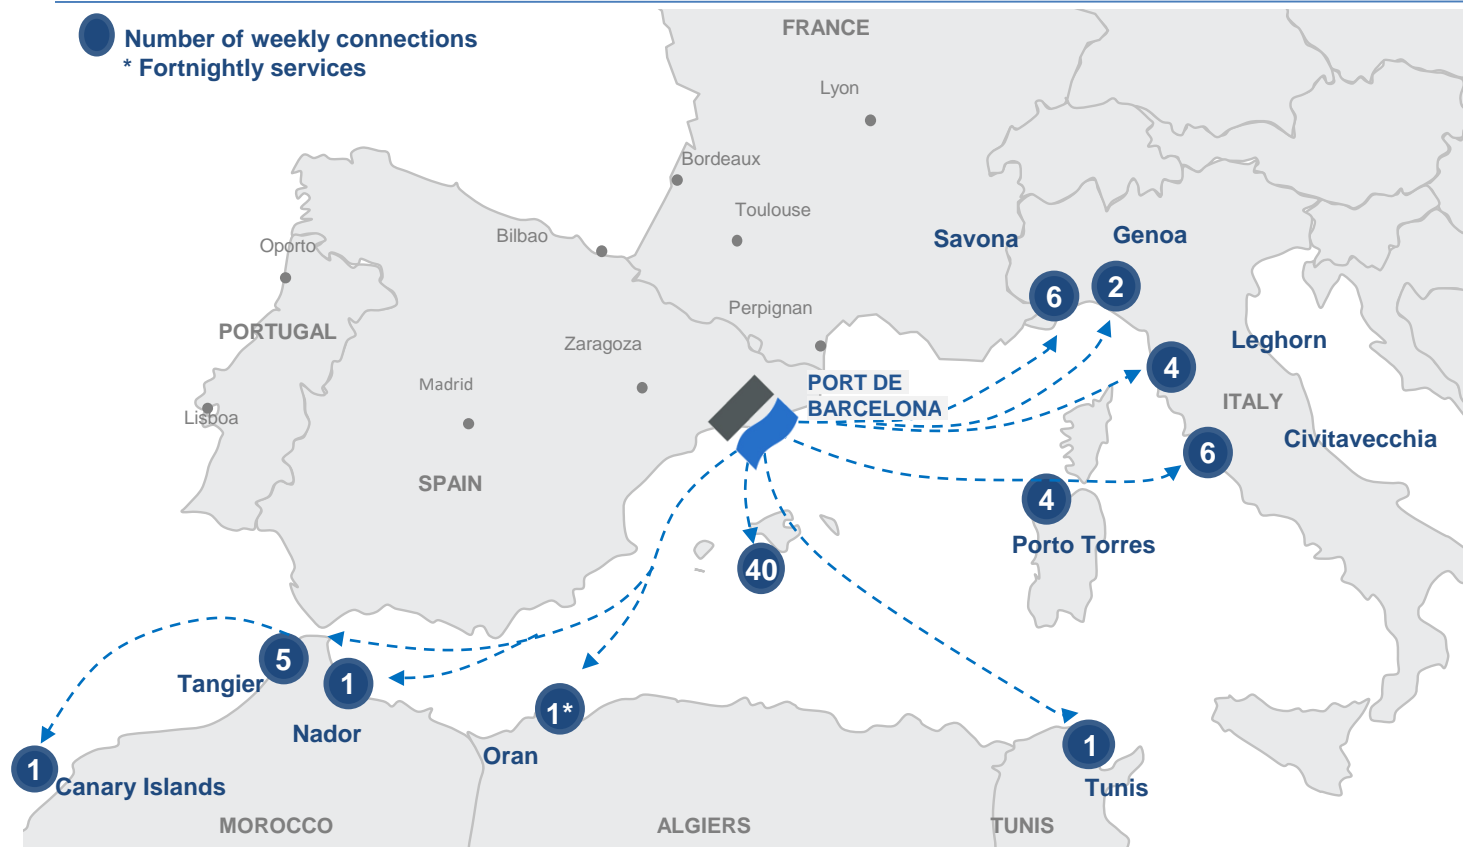 Number of weekly connections
* Fortnightly services
FRANCE
Lyon
Bordeaux
Toulouse
Savona
Genoa
Oporto
Bilbao
6
2
Perpignan
PORTUGAL
Zaragoza
Leghorn
4
Madrid
PORT DE
BARCELONA
ITALY
Lisboa
Civitavecchia
6
SPAIN
4
Porto Torres
40
5
Tangier
1
Nador
1*
Oran
1
Tunis
1
Canary Islands
MOROCCO
ALGIERS
TUNIS